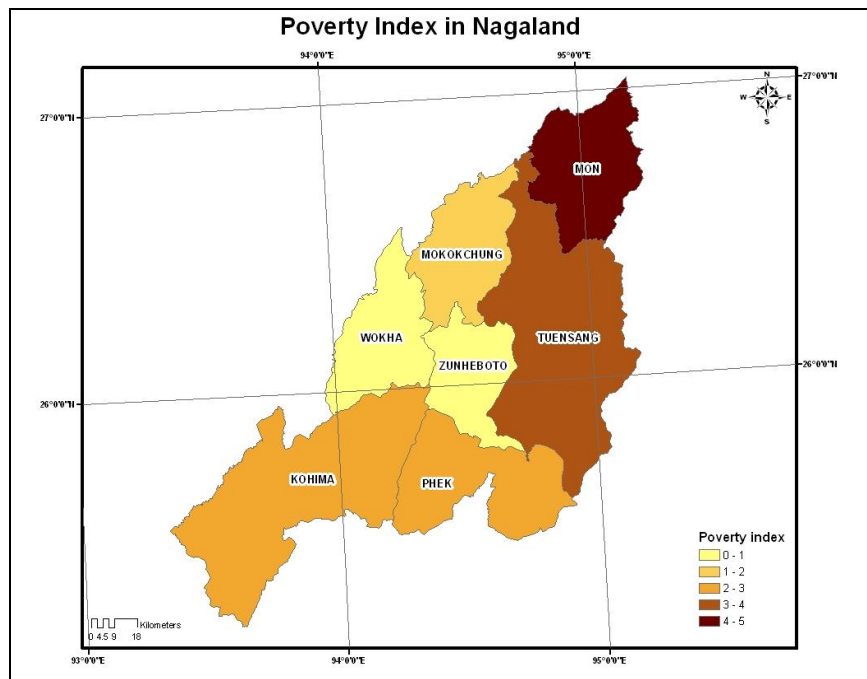 Poverty Index in Nagaland
94°0'0"E
95°0'0"E
27°0'0"N
27°0'0"N
N
W E
S
MON
MOKOKCHUNG
WOKHA
TUENSANG
ZUNHEBOTO
26°0'0"N
26°0'0"N
KOHIMA
PHEK
Poverty index
0 - 1
1 - 2
2 - 3
3 - 4
4 - 5
Kilometers
0 4.5 9 18
93°0'0"E
94°0'0"E
95°0'0"E